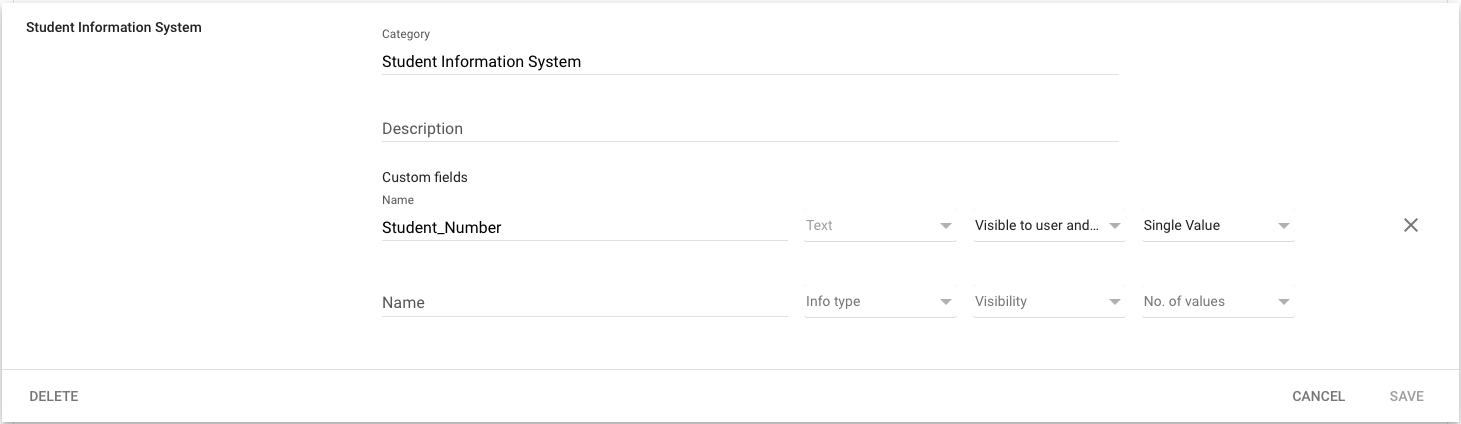 Student Information System
Category
Student Information System
Description
Custom fields
Name
Student_Number Text Visible to user and... Single Value
Name Info type Visibility No. of values
DELETE CANCEL SAVE